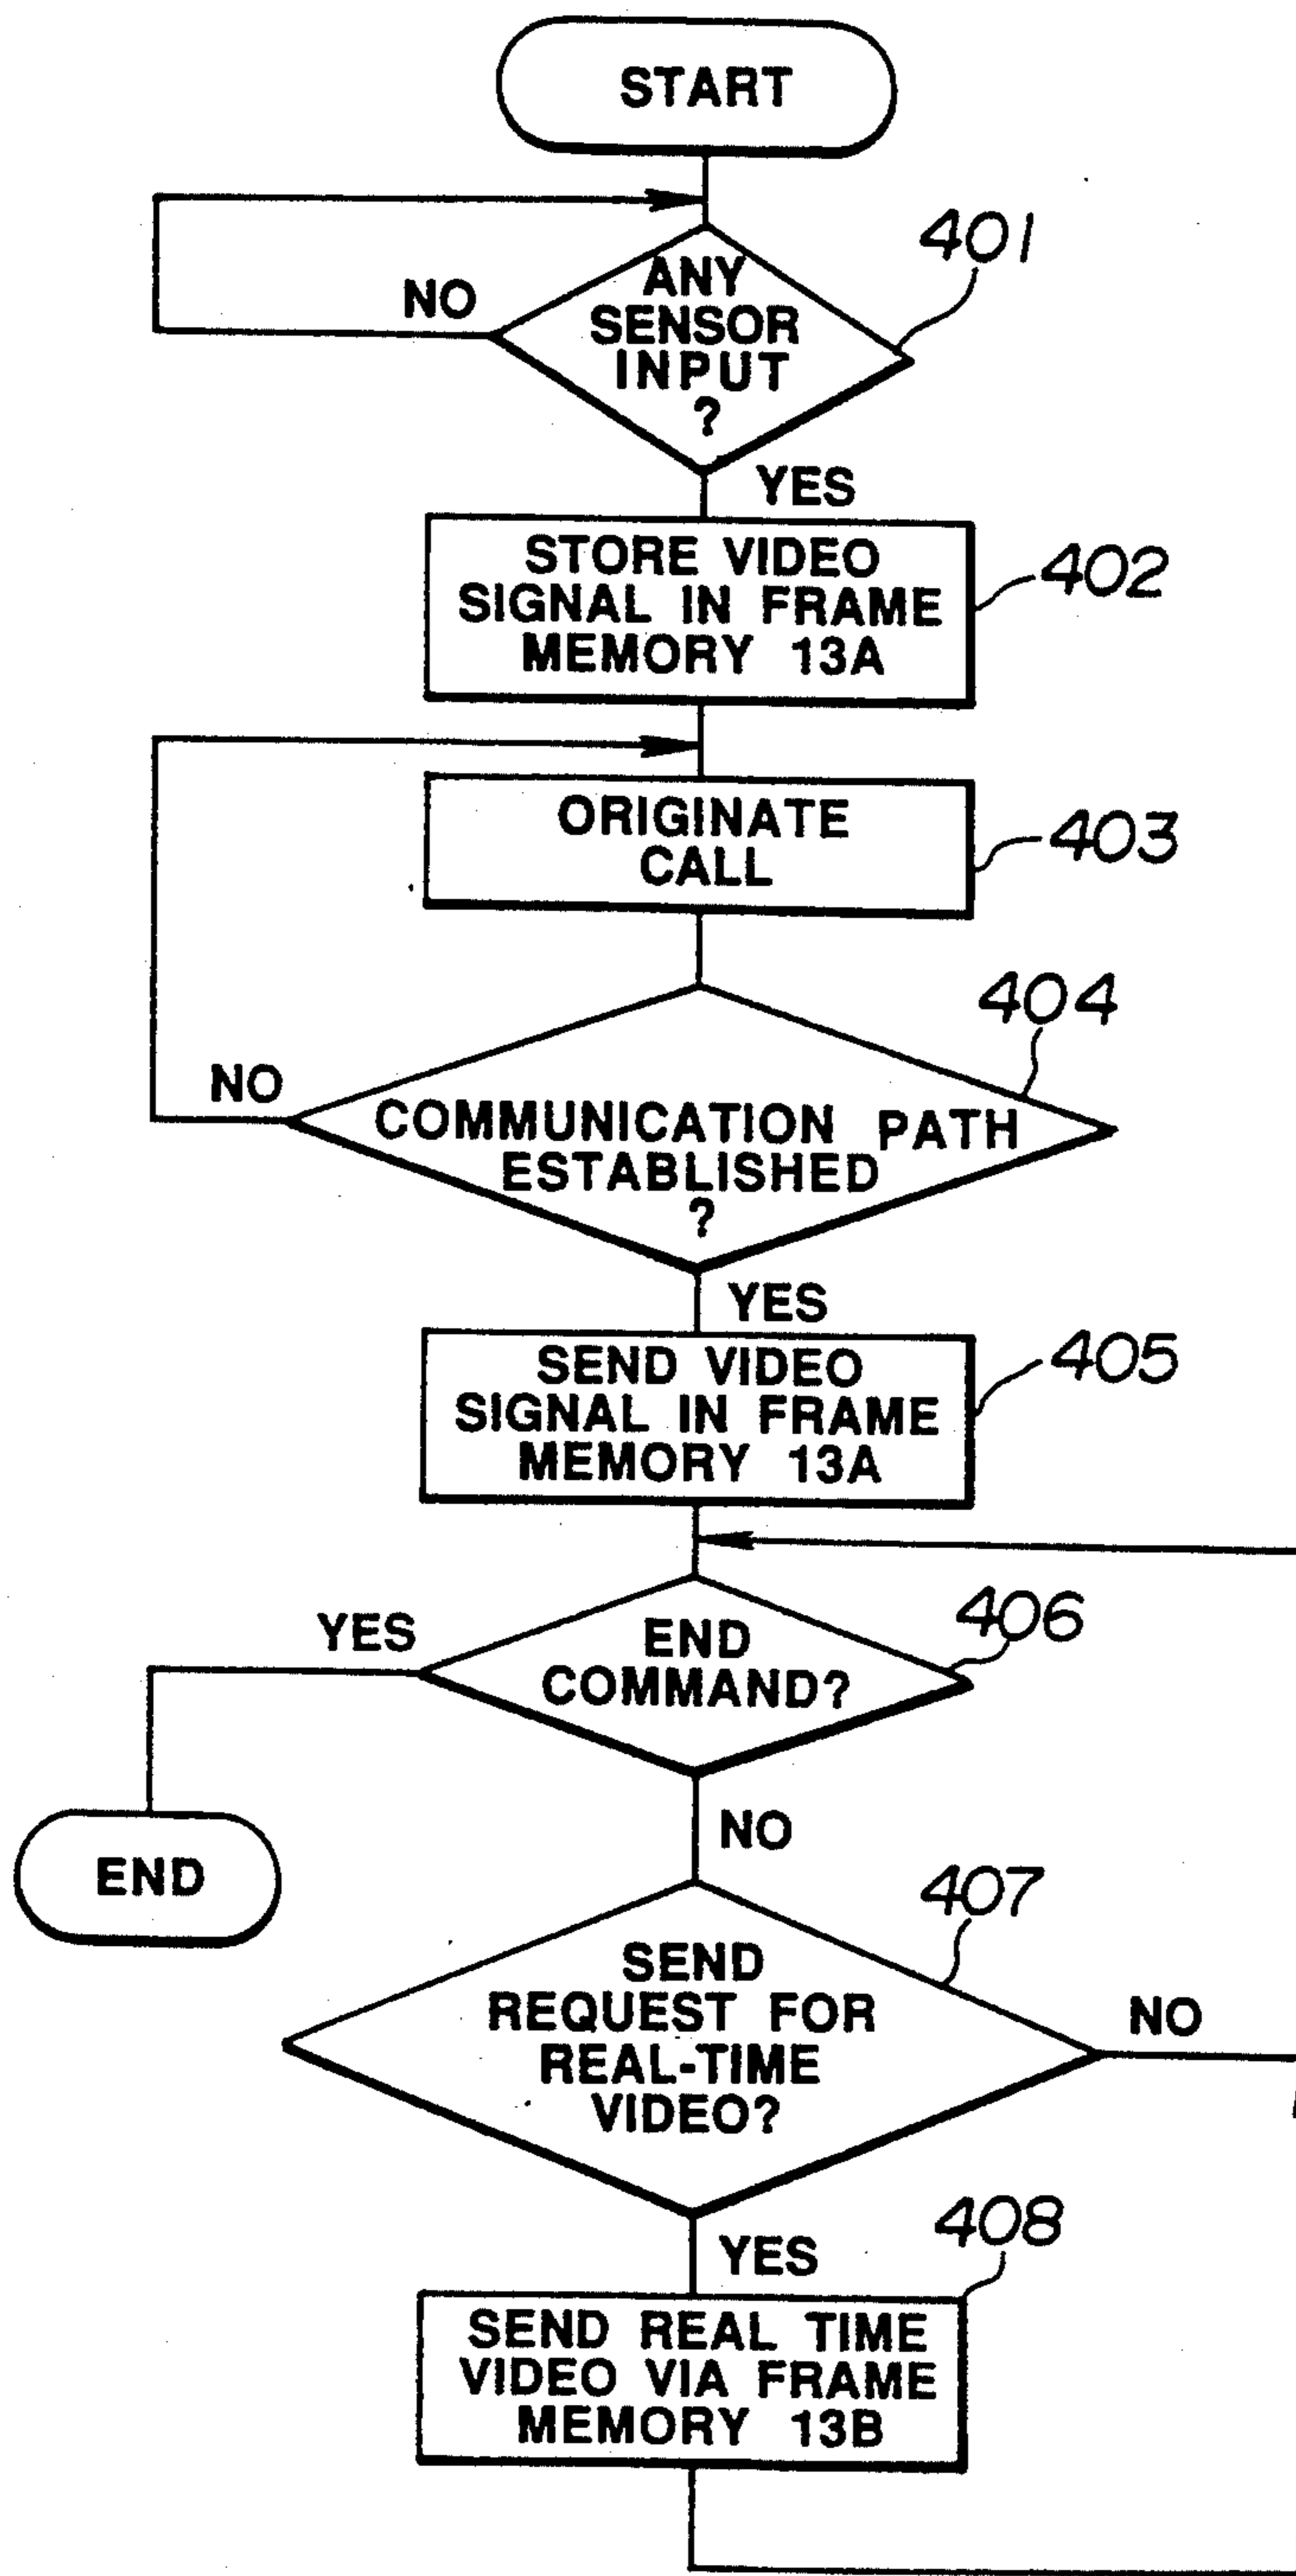 START
401
NO
ANY
SENSOR
INPUT
?
YES
STORE VIDEO
SIGNAL IN FRAME
MEMORY 13A
402
ORIGINATE
CALL
403
404
NO
COMMUNICATION PATH
ESTABLISHED
?
YES
SEND VIDEO
SIGNAL IN FRAME
MEMORY 13A
405
406
YES
END
COMMAND?
NO
END
407
SEND
REQUEST FOR
REAL-TIME
VIDEO?
NO
408
YES
SEND REAL TIME
VIDEO VIA FRAME
MEMORY 13B